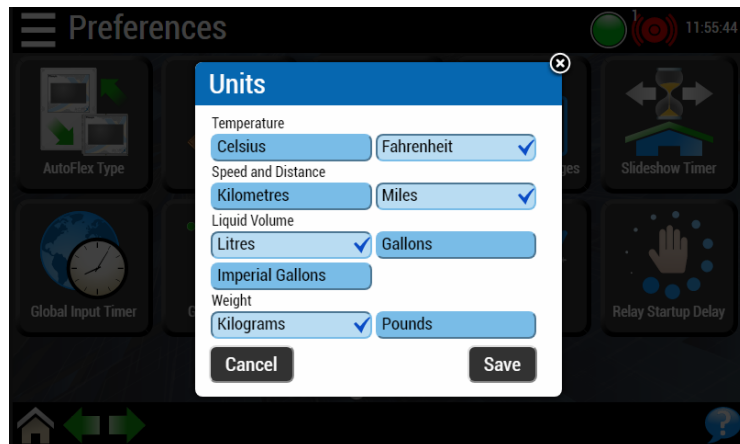 Preferences
1
11:55:44
Units
Temperature
Celsius
Fahrenheit
Speed and Distance
Kilometres
Miles
Liquid Volume
Litres
Gallons
Imperial Gallons
Weight
Kilograms
Pounds
Cancel
Save
AutoFlex Type
Slideshow Timer
Global Input Timer
G
Relay Startup Delay
?